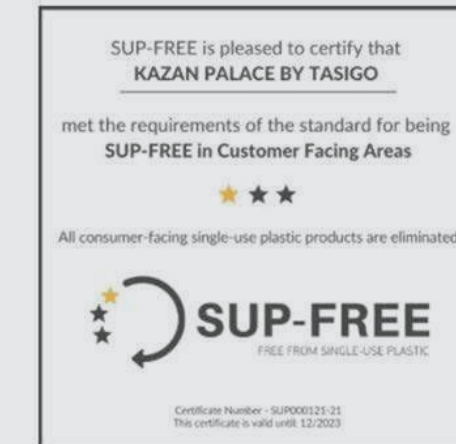 SUP-FREE is pleased to certify that
KAZAN PALACE BY TASIGO
met the requirements of the standard for being
SUP-FREE in Customer Facing Areas
All consumer-facing single-use plastic products are eliminated
SUP-FREE
FREE FROM SINGLE-USE PLASTIC
Certificate Number - SUP000121-21
This certificate is valid until: 12/2023